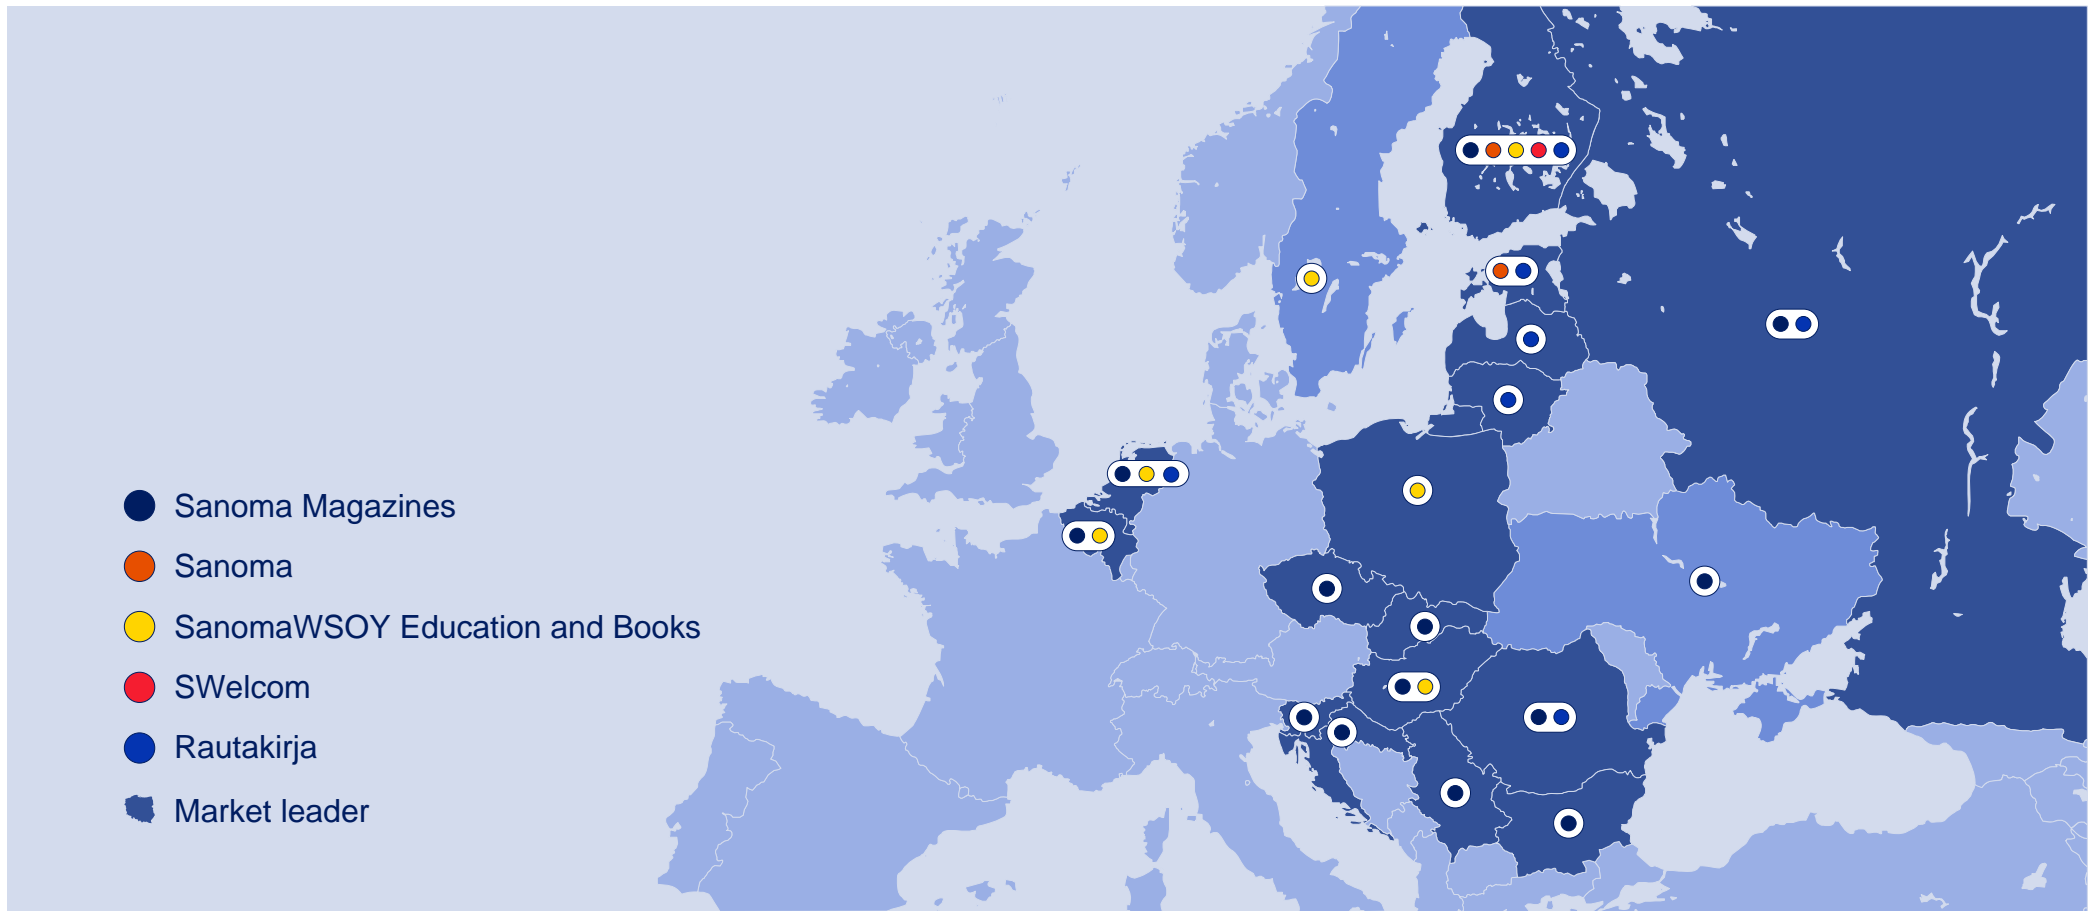 Sanoma Magazines
Sanoma
SanomaWSOY Education and Books
SWelcom
Rautakirja
Market leader